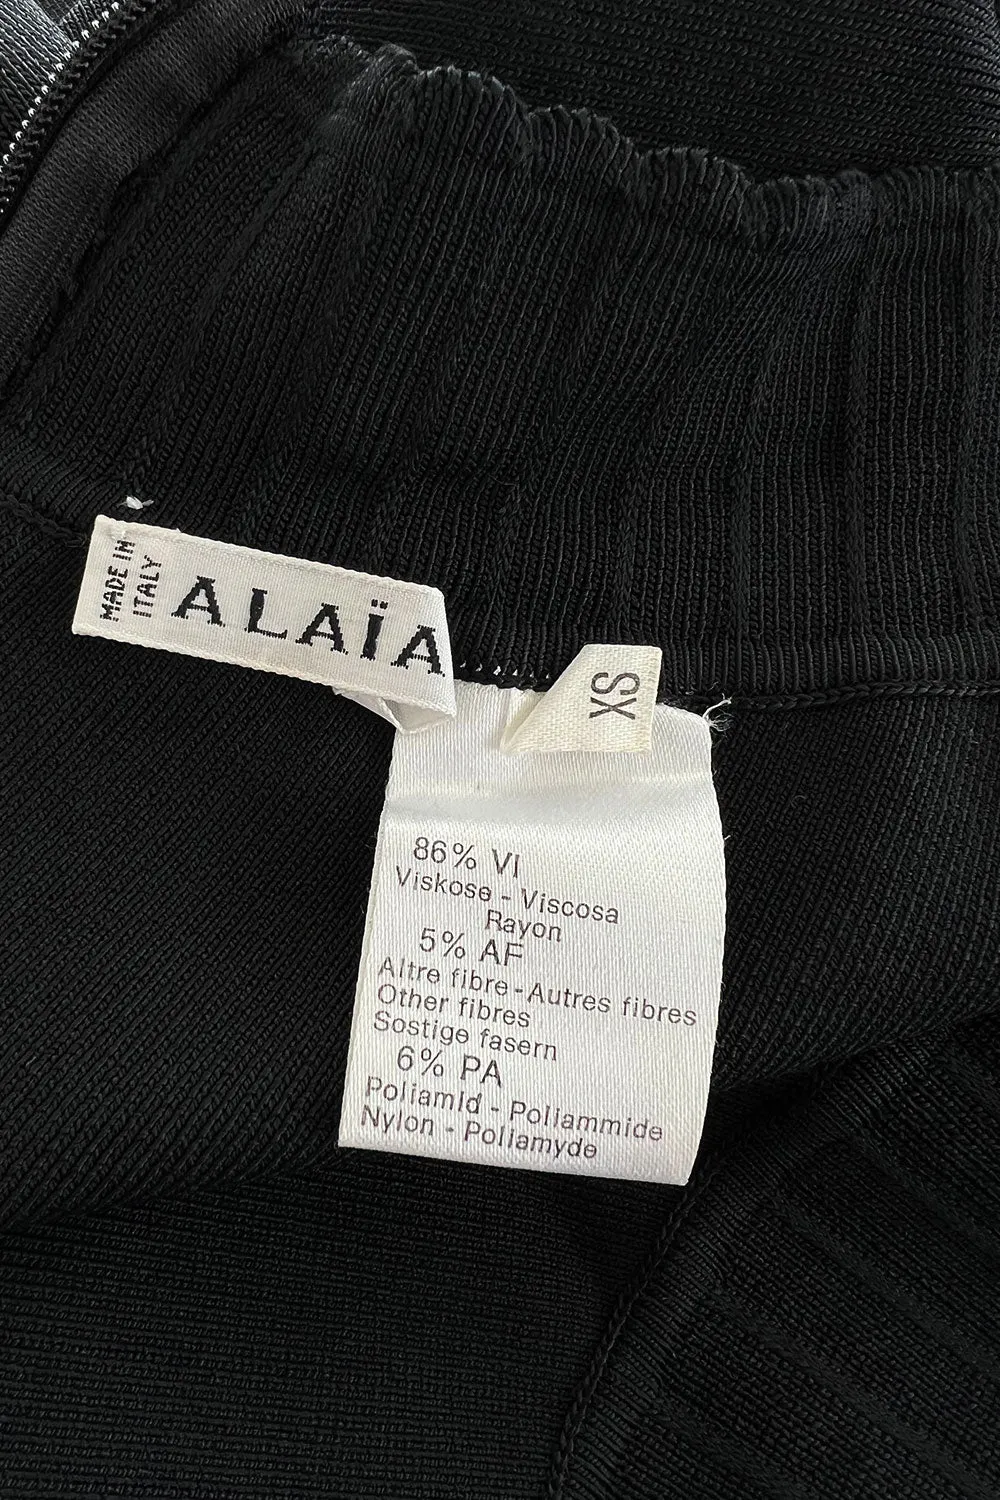 MADE IN
ITALY
ALAÏA
XS
86% VI
Viskose - Viscosa
Rayon
5% AF
Altre fibre - Autres fibres
Other fibres
Sostige fasern
6% PA
Poliamid - Poliammide
Nylon - Poliamyde